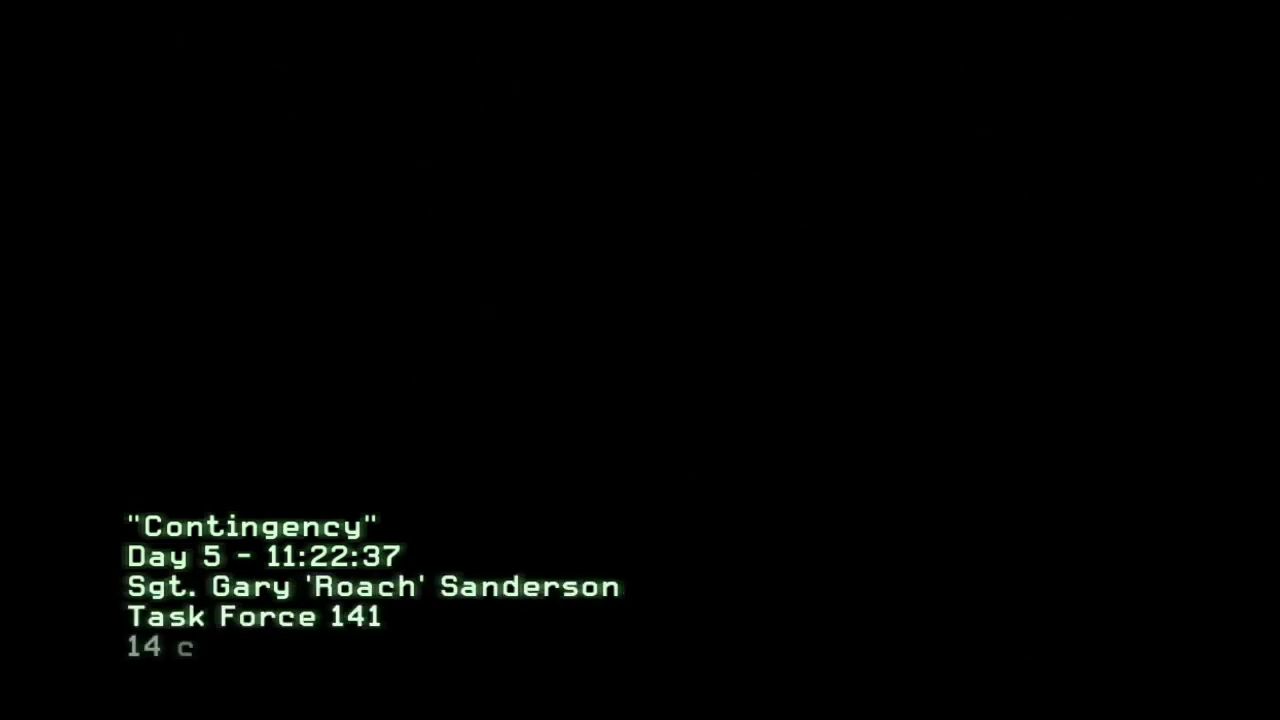 "Contingency"
Day 5 - 11:22:37
Sgt. Gary 'Roach' Sanderson
Task Force 141
14 c